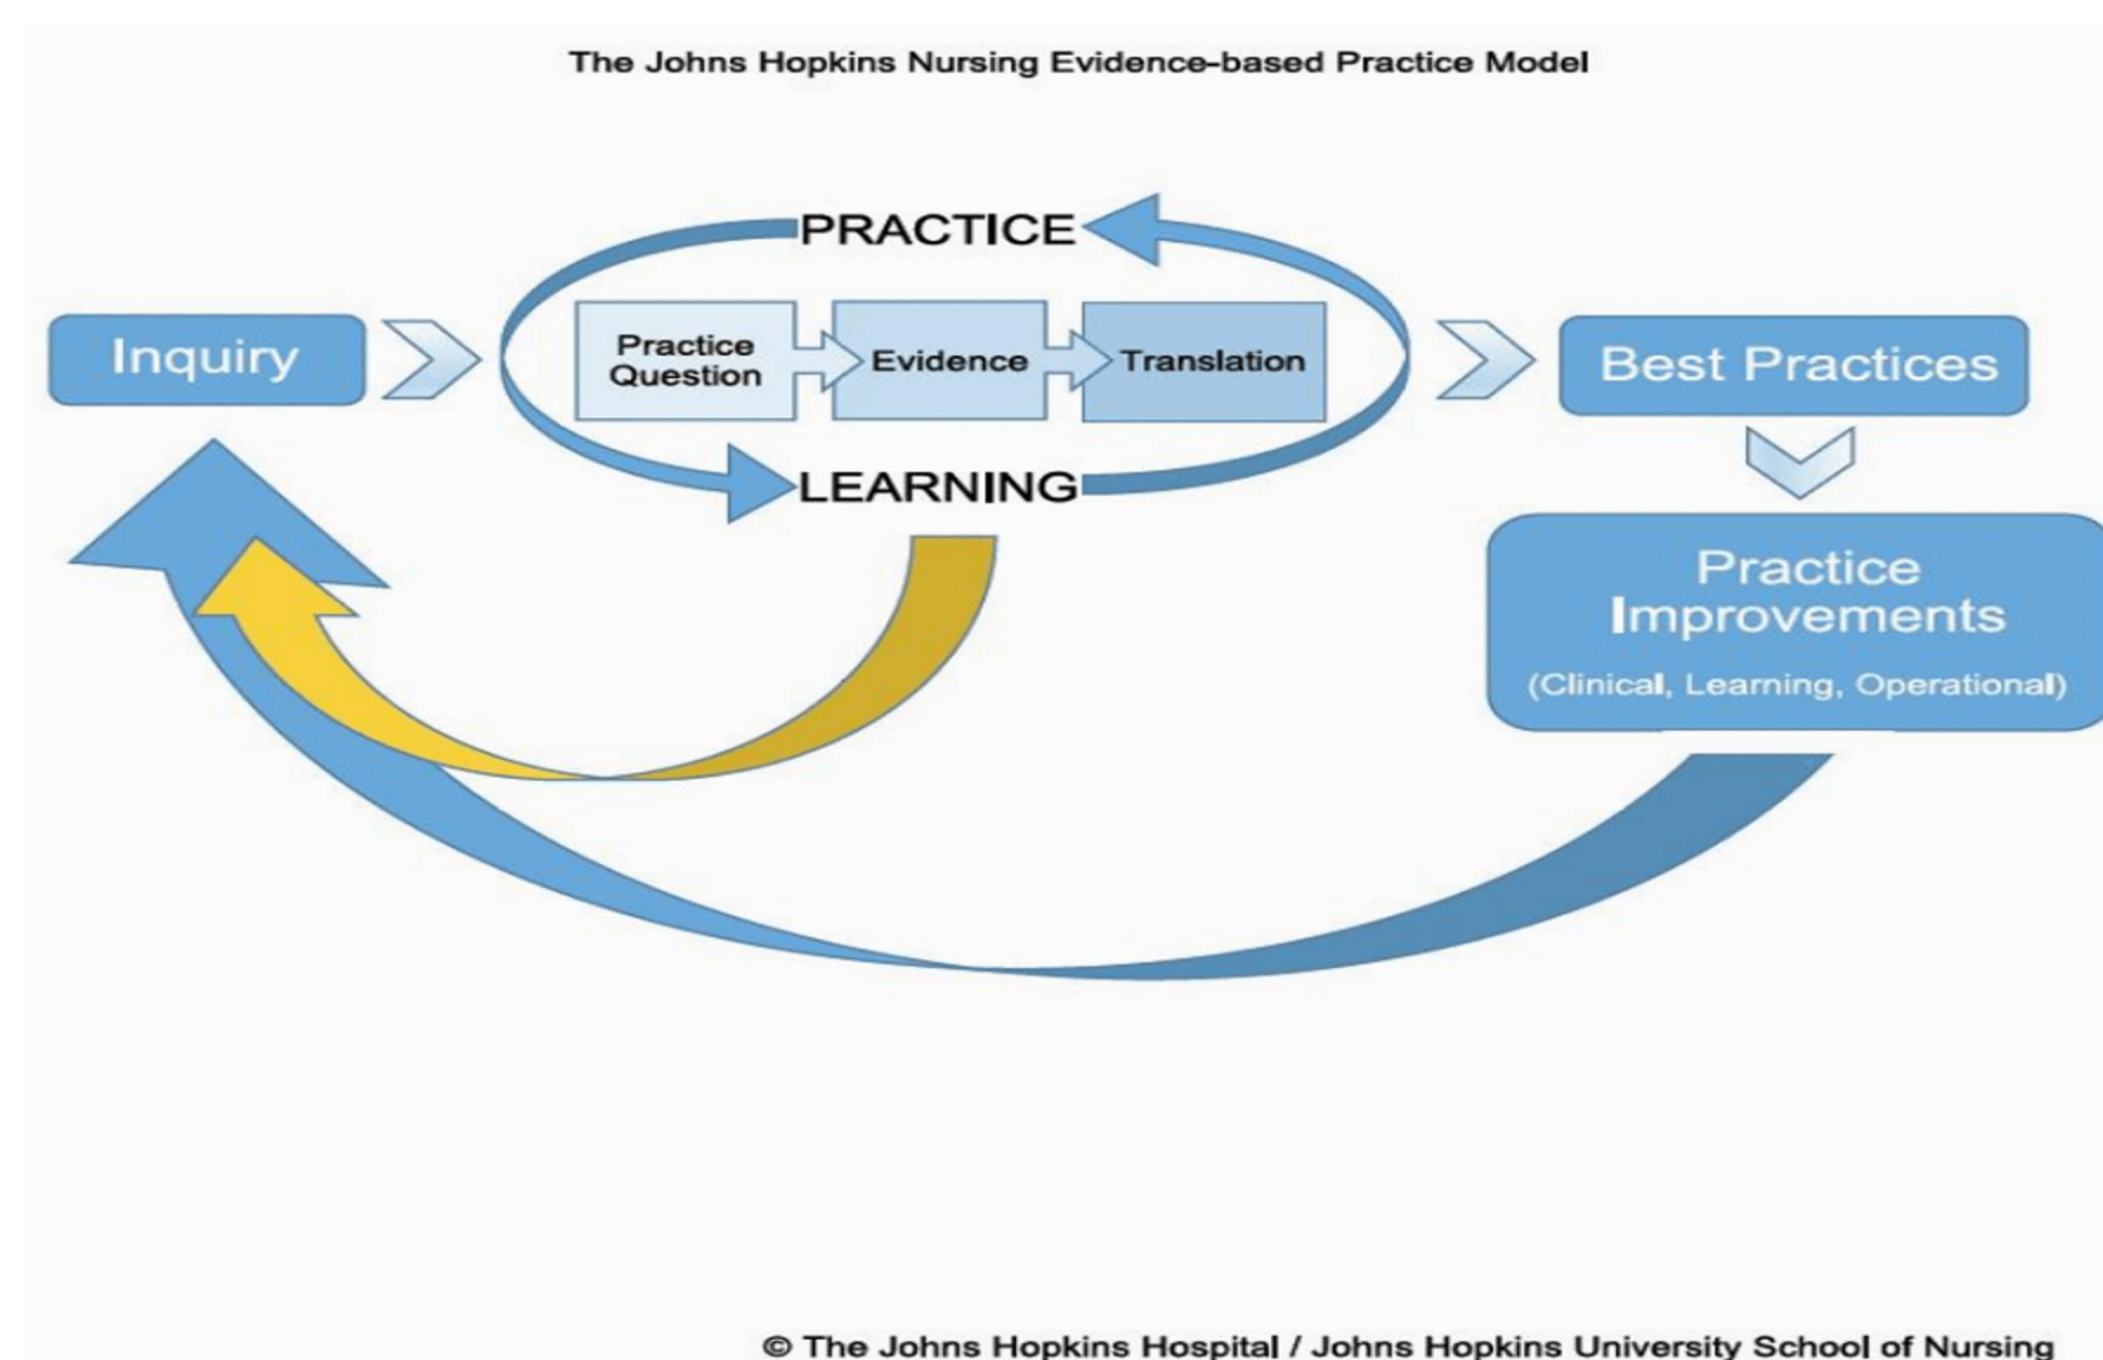 The Johns Hopkins Nursing Evidence-based Practice Model
PRACTICE
Inquiry
Practice
Question
Evidence
Translation
LEARNING
Best Practices
Practice
Improvements
(Clinical, Learning, Operational)
© The Johns Hopkins Hospital / Johns Hopkins University School of Nursing